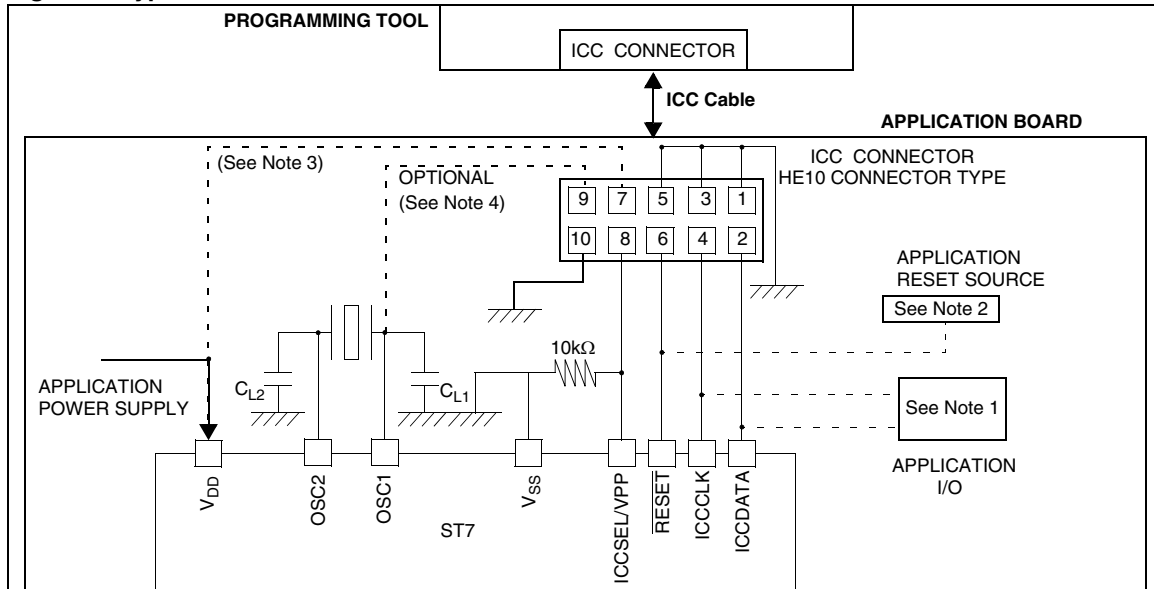 PROGRAMMING TOOL
ICC CONNECTOR
ICC Cable
APPLICATION BOARD
(See Note 3)
OPTIONAL
(See Note 4)
ICC CONNECTOR
HE10 CONNECTOR TYPE
9 7 5 3 1
10 8 6 4 2
APPLICATION
RESET SOURCE
See Note 2
10kΩ
APPLICATION
POWER SUPPLY
CL2
CL1
See Note 1
APPLICATION
I/O
VDD
OSC2
OSC1
VSS
ICCSEL/VPP
RESET
ICCCLK
ICCDATA
ST7